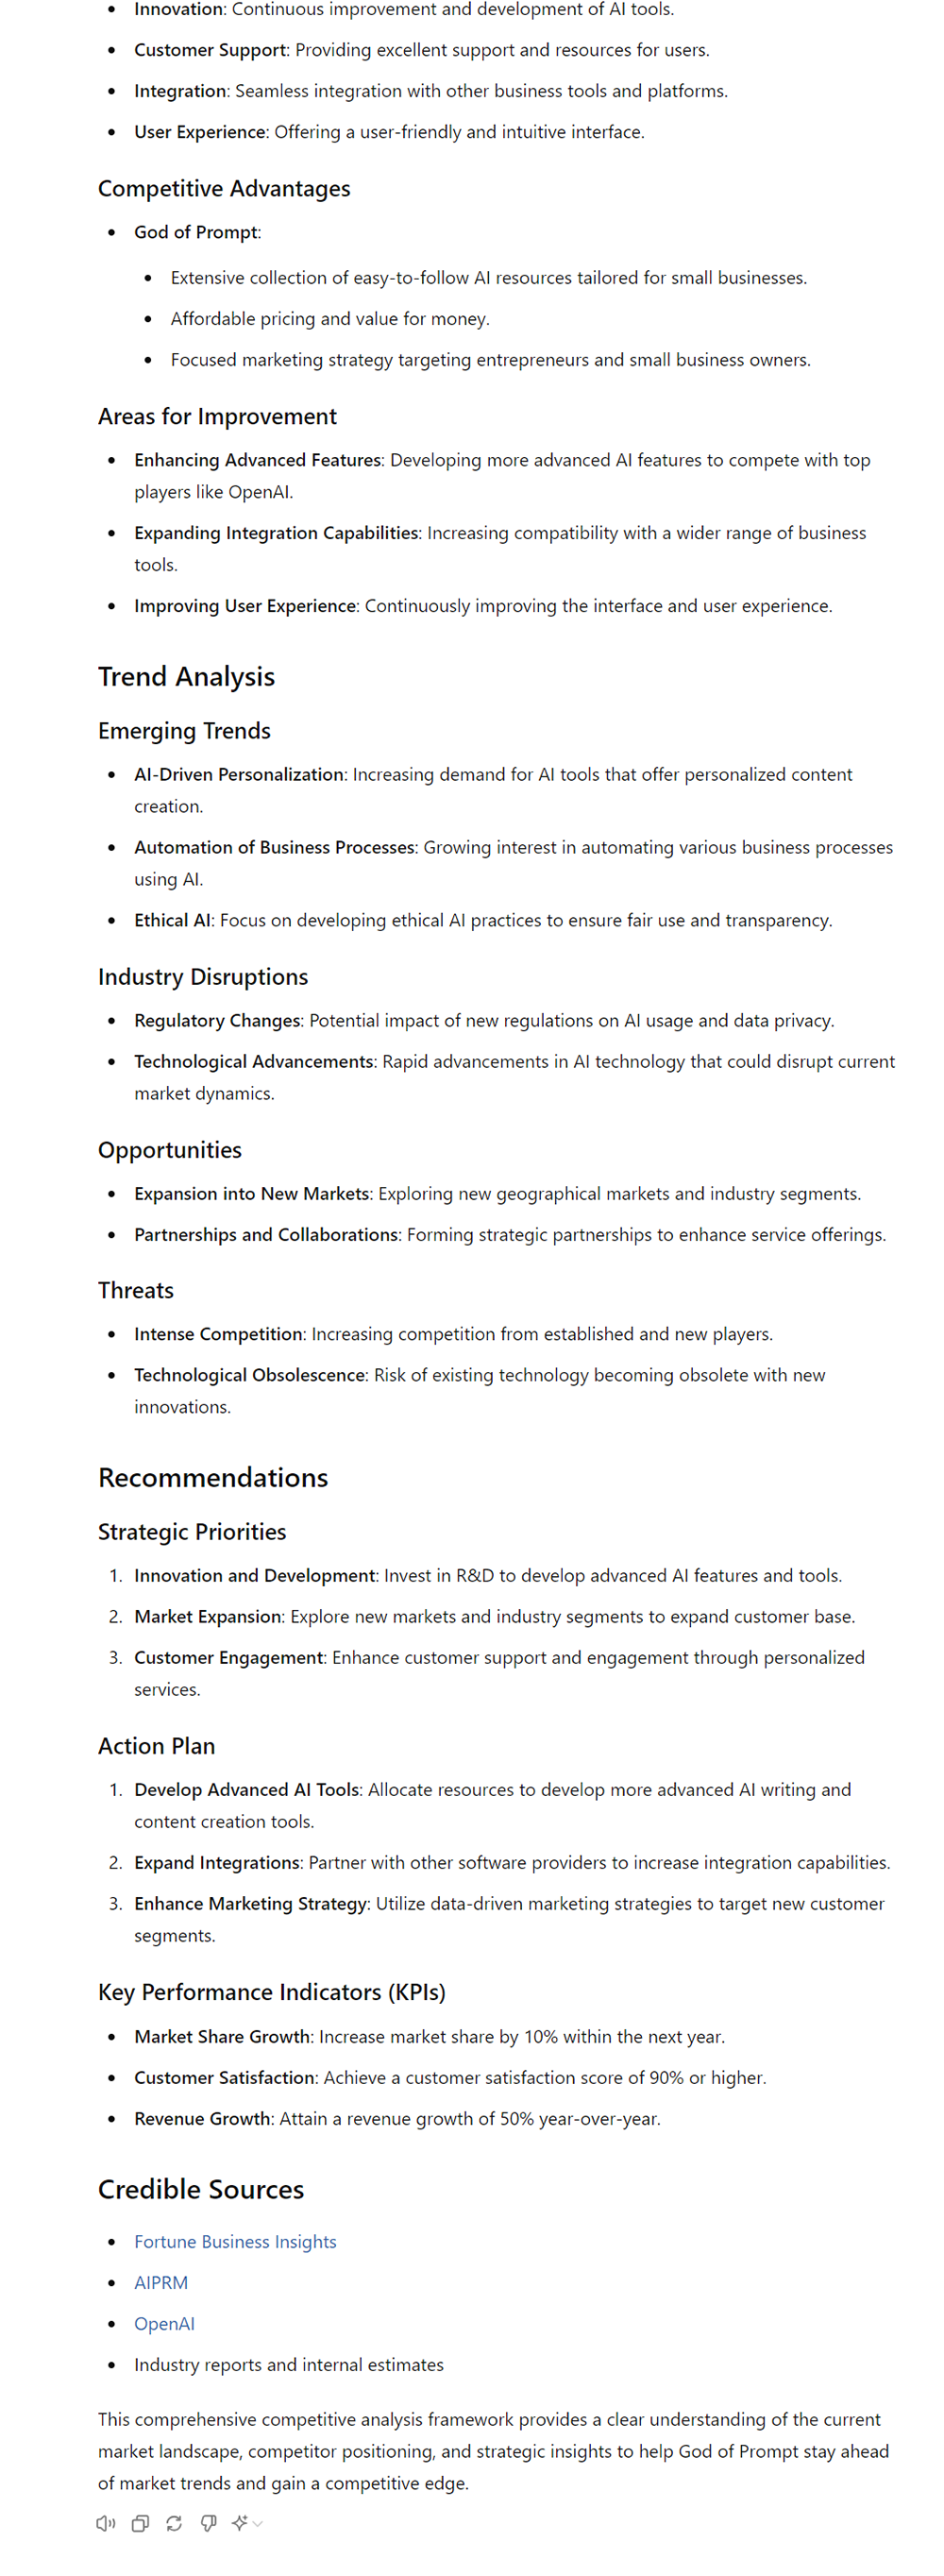 Innovation: Continuous improvement and development of AI tools.
Customer Support: Providing excellent support and resources for users.
Integration: Seamless integration with other business tools and platforms.
User Experience: Offering a user-friendly and intuitive interface.
Competitive Advantages
God of Prompt:
Extensive collection of easy-to-follow AI resources tailored for small businesses.
Affordable pricing and value for money.
Focused marketing strategy targeting entrepreneurs and small business owners.
Areas for Improvement
Enhancing Advanced Features: Developing more advanced AI features to compete with top
players like OpenAI.
Expanding Integration Capabilities: Increasing compatibility with a wider range of business
tools.
Improving User Experience: Continuously improving the interface and user experience.
Trend Analysis
Emerging Trends
AI-Driven Personalization: Increasing demand for AI tools that offer personalized content
creation.
Automation of Business Processes: Growing interest in automating various business processes
using AI.
Ethical AI: Focus on developing ethical AI practices to ensure fair use and transparency.
Industry Disruptions
Regulatory Changes: Potential impact of new regulations on AI usage and data privacy.
Technological Advancements: Rapid advancements in AI technology that could disrupt current
market dynamics.
Opportunities
Expansion into New Markets: Exploring new geographical markets and industry segments.
Partnerships and Collaborations: Forming strategic partnerships to enhance service offerings.
Threats
Intense Competition: Increasing competition from established and new players.
Technological Obsolescence: Risk of existing technology becoming obsolete with new
innovations.
Recommendations
Strategic Priorities
1. Innovation and Development: Invest in R&D to develop advanced AI features and tools.
2. Market Expansion: Explore new markets and industry segments to expand customer base.
3. Customer Engagement: Enhance customer support and engagement through personalized
services.
Action Plan
1. Develop Advanced AI Tools: Allocate resources to develop more advanced AI writing and
content creation tools.
2. Expand Integrations: Partner with other software providers to increase integration capabilities.
3. Enhance Marketing Strategy: Utilize data-driven marketing strategies to target new customer
segments.
Key Performance Indicators (KPIs)
Market Share Growth: Increase market share by 10% within the next year.
Customer Satisfaction: Achieve a customer satisfaction score of 90% or higher.
Revenue Growth: Attain a revenue growth of 50% year-over-year.
Credible Sources
Fortune Business Insights
AIPRM
OpenAI
Industry reports and internal estimates
This comprehensive competitive analysis framework provides a clear understanding of the current
market landscape, competitor positioning, and strategic insights to help God of Prompt stay ahead
of market trends and gain a competitive edge.